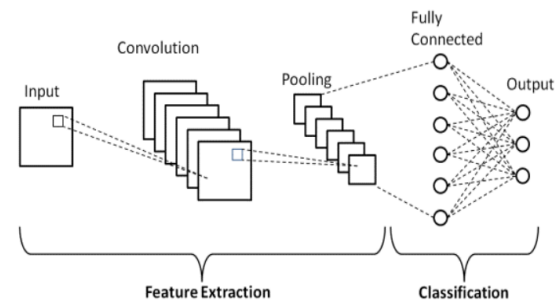 Input
Convolution
Pooling
Fully
Connected
Output
Feature Extraction
Classification